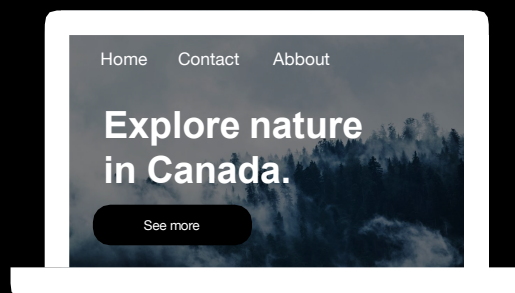 Home Contact Abbout
Explore nature
in Canada.
See more